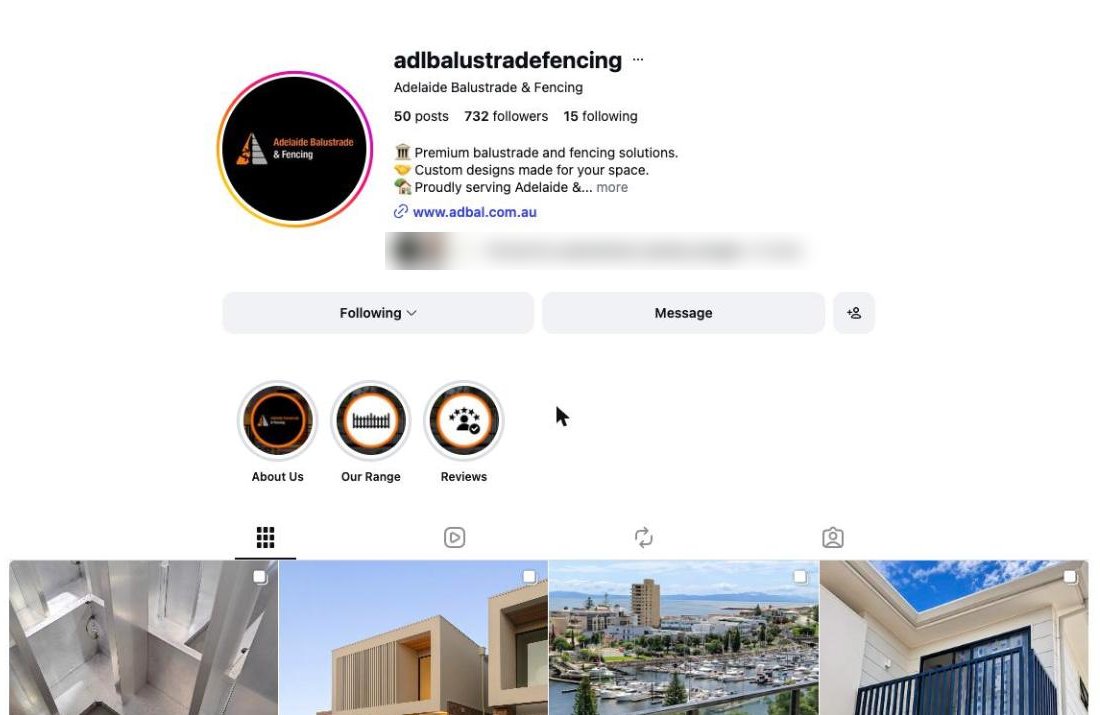 adlbalustradefencing ...
Adelaide Balustrade & Fencing
50 posts 732 followers 15 following
Adelaide Balustrade
& Fencing
🏛️ Premium balustrade and fencing solutions.
🤝 Custom designs made for your space.
🏡 Proudly serving Adelaide &... more
www.adbal.com.au
Following
Message
About Us
Our Range
Reviews